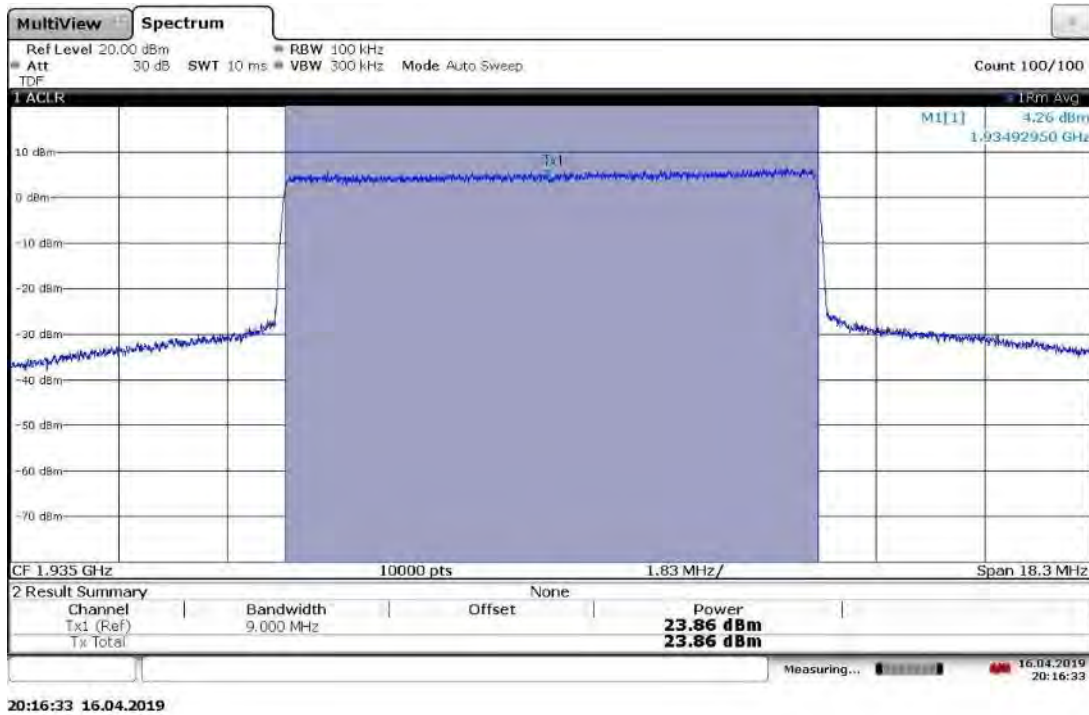 MultiView Spectrum
Ref Level 20.00 dBm RBW 100 kHz
Att 30 dB SWT 10 ms VBW 300 kHz Mode Auto Sweep Count 100/100
TDF
1 ACLR 1Rm Avg
M1[1] 4.26 dBm
1.93492950 GHz
10 dBm
Tx1
0 dBm
-10 dBm
-20 dBm
-30 dBm
-40 dBm
-50 dBm
-60 dBm
-70 dBm
CF 1.935 GHz 10000 pts 1.83 MHz/ Span 18.3 MHz
2 Result Summary None
Channel Bandwidth Offset Power
Tx1 (Ref) 9.000 MHz 23.86 dBm
Tx Total 23.86 dBm
Measuring... 16.04.2019
20:16:33
20:16:33 16.04.2019